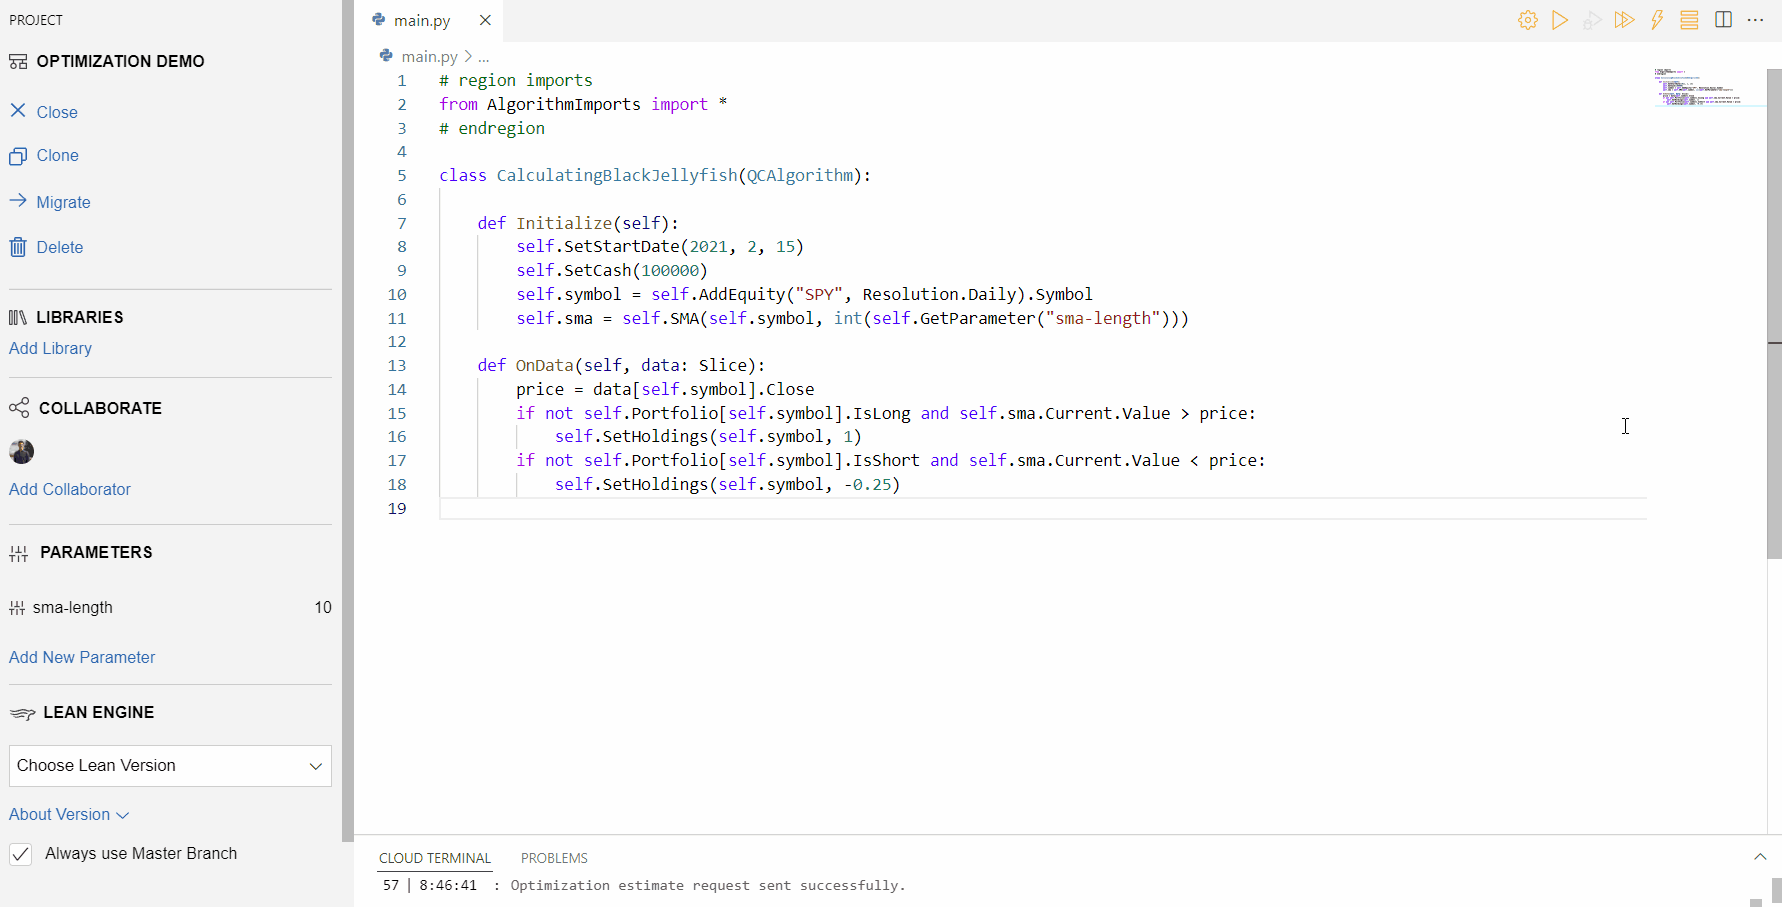 PROJECT
OPTIMIZATION DEMO
Close
Clone
Migrate
Delete
LIBRARIES
Add Library
COLLABORATE
Add Collaborator
PARAMETERS
sma-length 10
Add New Parameter
LEAN ENGINE
Choose Lean Version
About Version
Always use Master Branch
main.py
main.py > ...
1 # region imports
2 from AlgorithmImports import *
3 # endregion
4
5 class CalculatingBlackJellyfish(QCAlgorithm):
6
7 def Initialize(self):
8 self.SetStartDate(2021, 2, 15)
9 self.SetCash(100000)
10 self.symbol = self.AddEquity("SPY", Resolution.Daily).Symbol
11 self.sma = self.SMA(self.symbol, int(self.GetParameter("sma-length")))
12
13 def OnData(self, data: Slice):
14 price = data[self.symbol].Close
15 if not self.Portfolio[self.symbol].IsLong and self.sma.Current.Value > price:
16 self.SetHoldings(self.symbol, 1)
17 if not self.Portfolio[self.symbol].IsShort and self.sma.Current.Value < price:
18 self.SetHoldings(self.symbol, -0.25)
19
CLOUD TERMINAL PROBLEMS
57 | 8:46:41 : Optimization estimate request sent successfully.